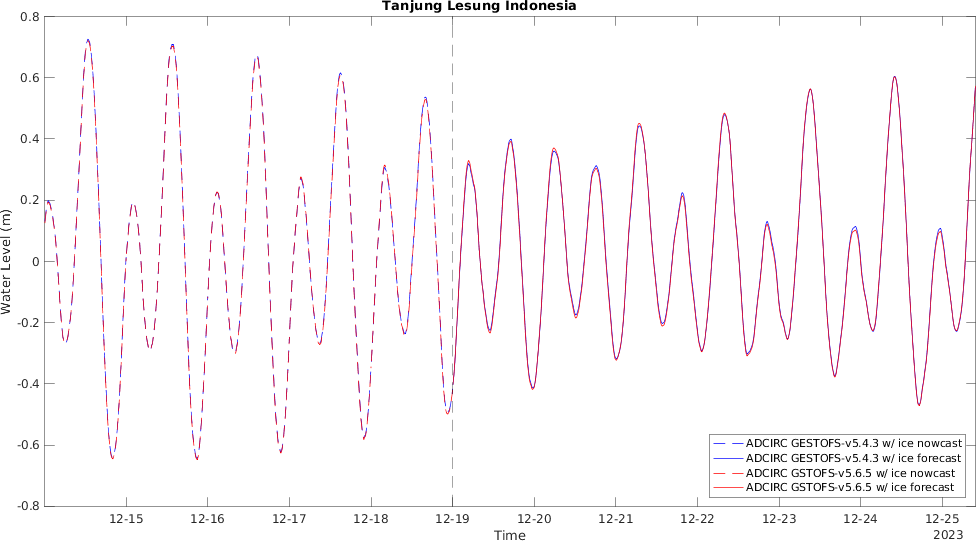 Tanjung Lesung Indonesia
0.8
0.6
0.4
0.2
0
-0.2
-0.4
-0.6
-0.8
Water Level (m)
12-15 12-16 12-17 12-18 12-19 12-20 12-21 12-22 12-23 12-24 12-25
Time
2023
ADCIRC GESTOFS-v5.4.3 w/ ice nowcast
ADCIRC GESTOFS-v5.4.3 w/ ice forecast
ADCIRC GSTOFS-v5.6.5 w/ ice nowcast
ADCIRC GSTOFS-v5.6.5 w/ ice forecast